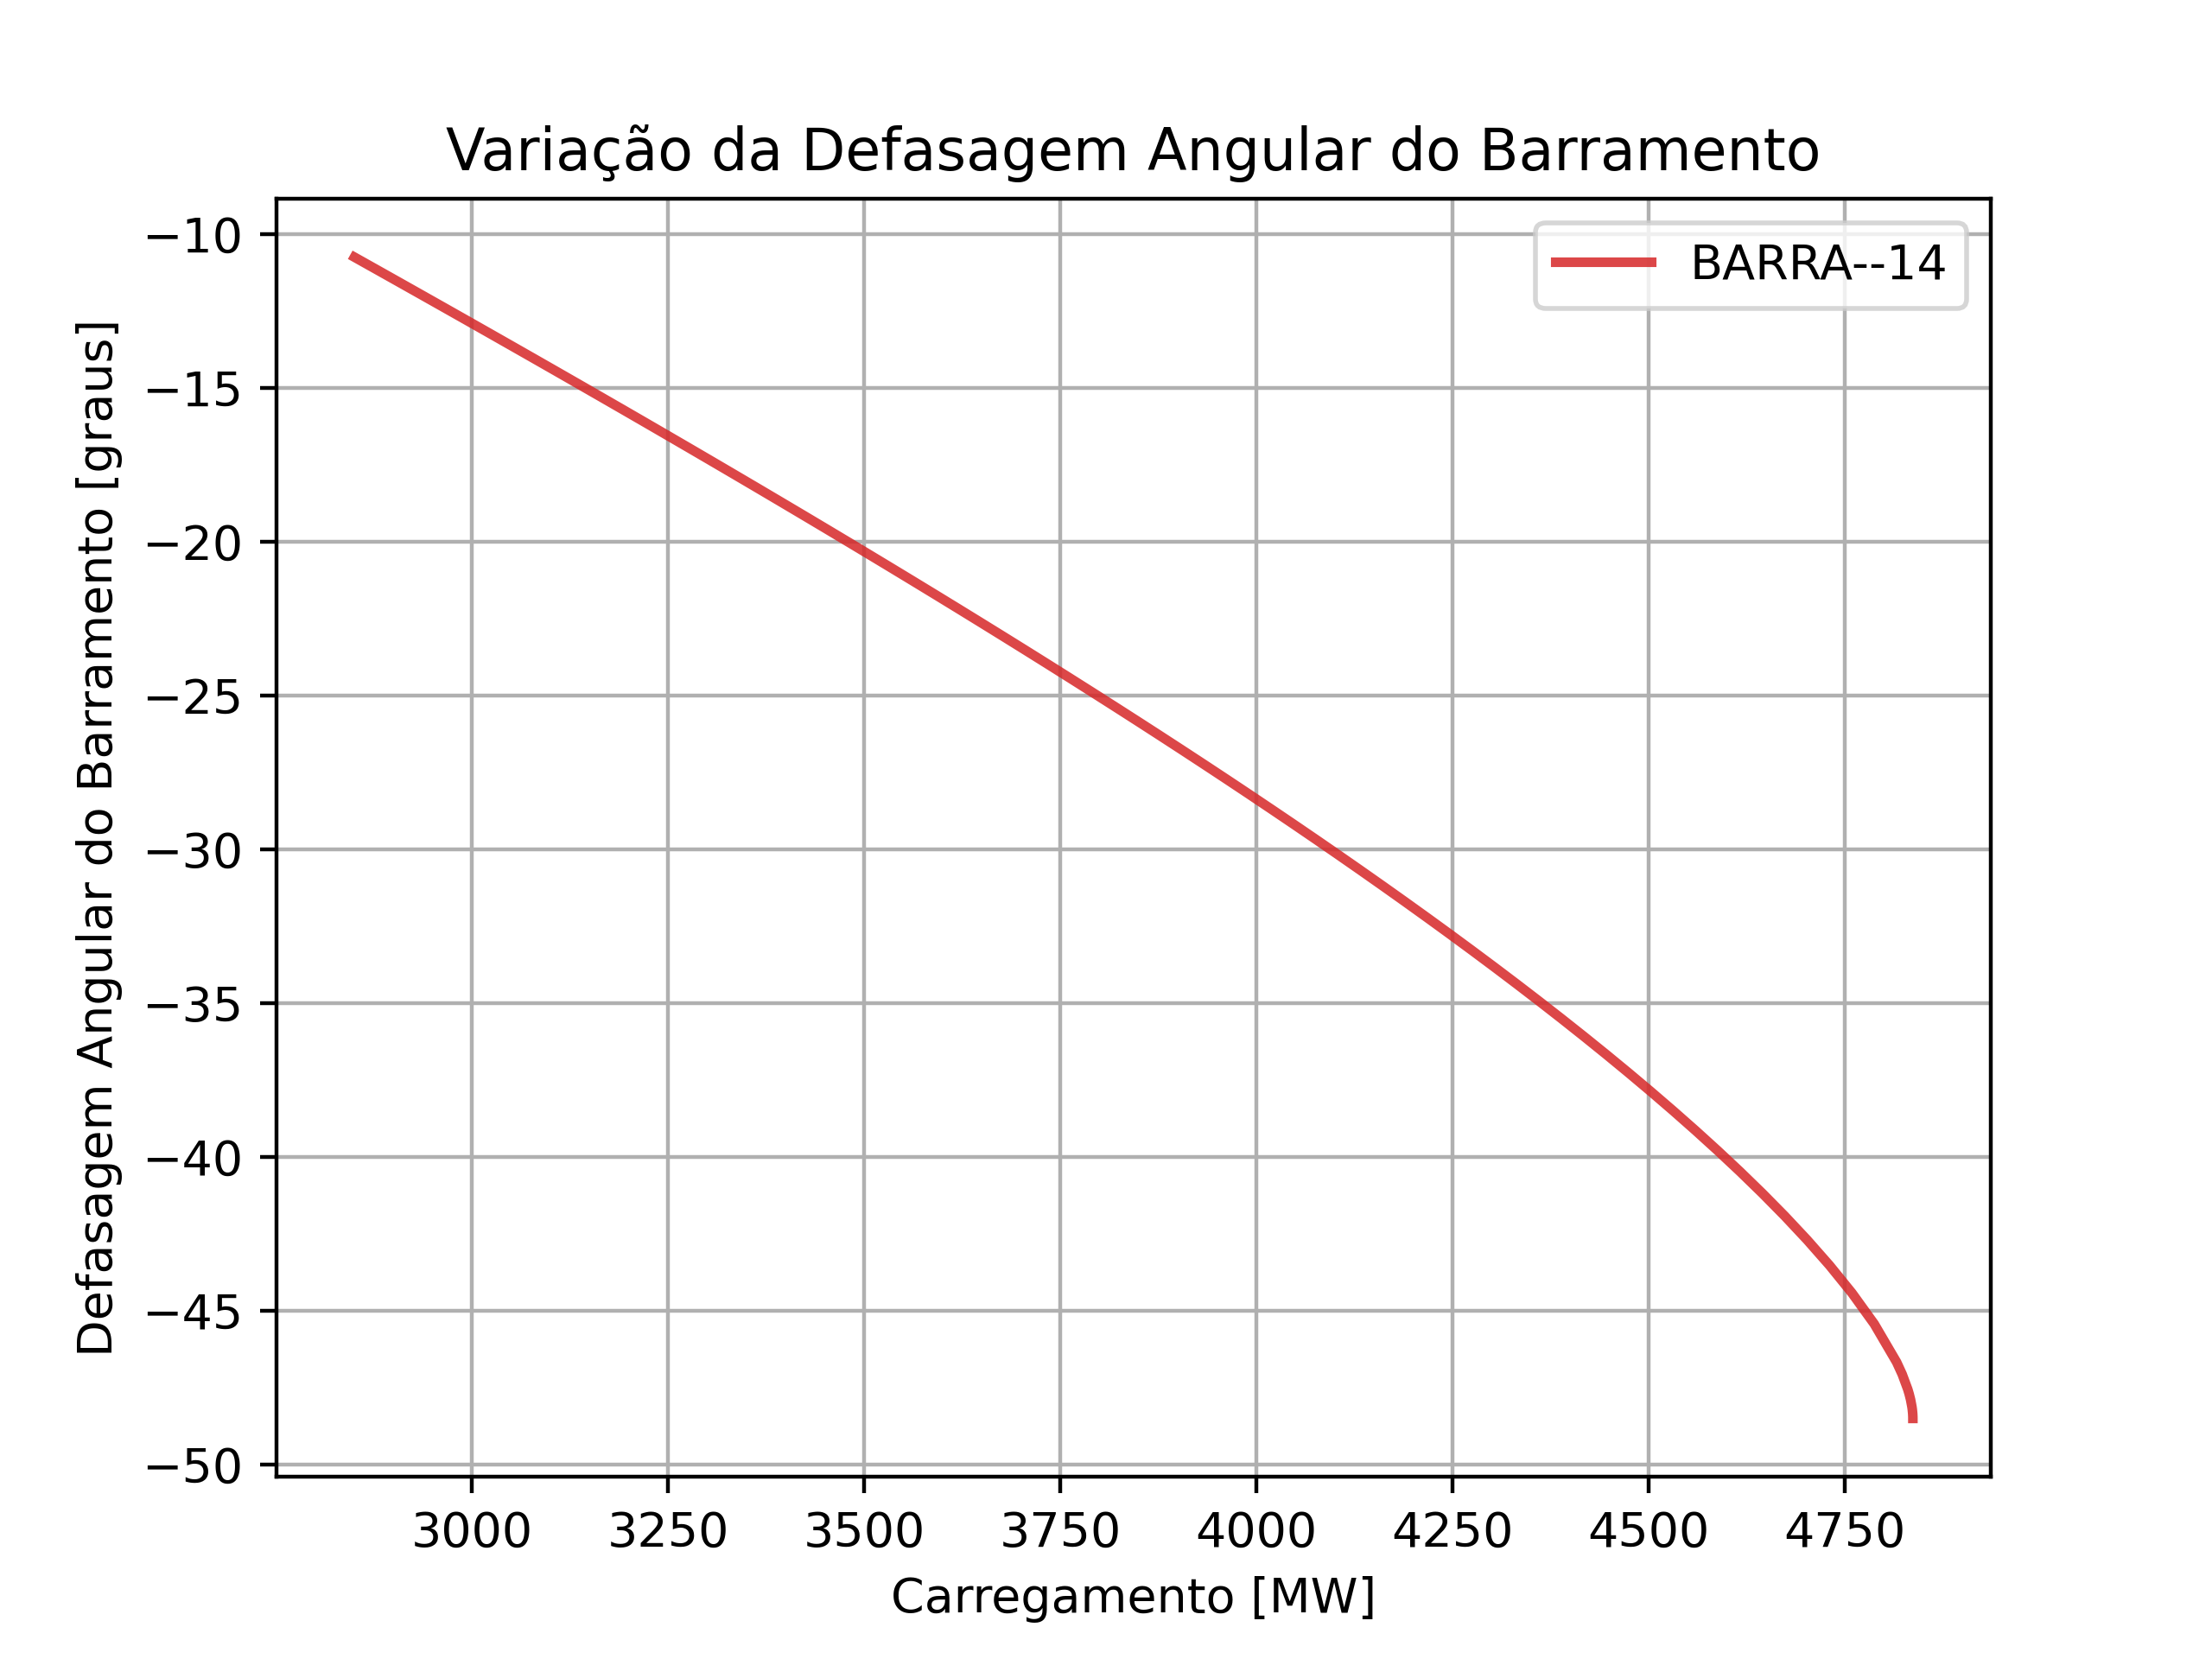 Variação da Defasagem Angular do Barramento
BARRA--14
Defasagem Angular do Barramento [graus]
−10
−15
−20
−25
−30
−35
−40
−45
−50
3000 3250 3500 3750 4000 4250 4500 4750
Carregamento [MW]